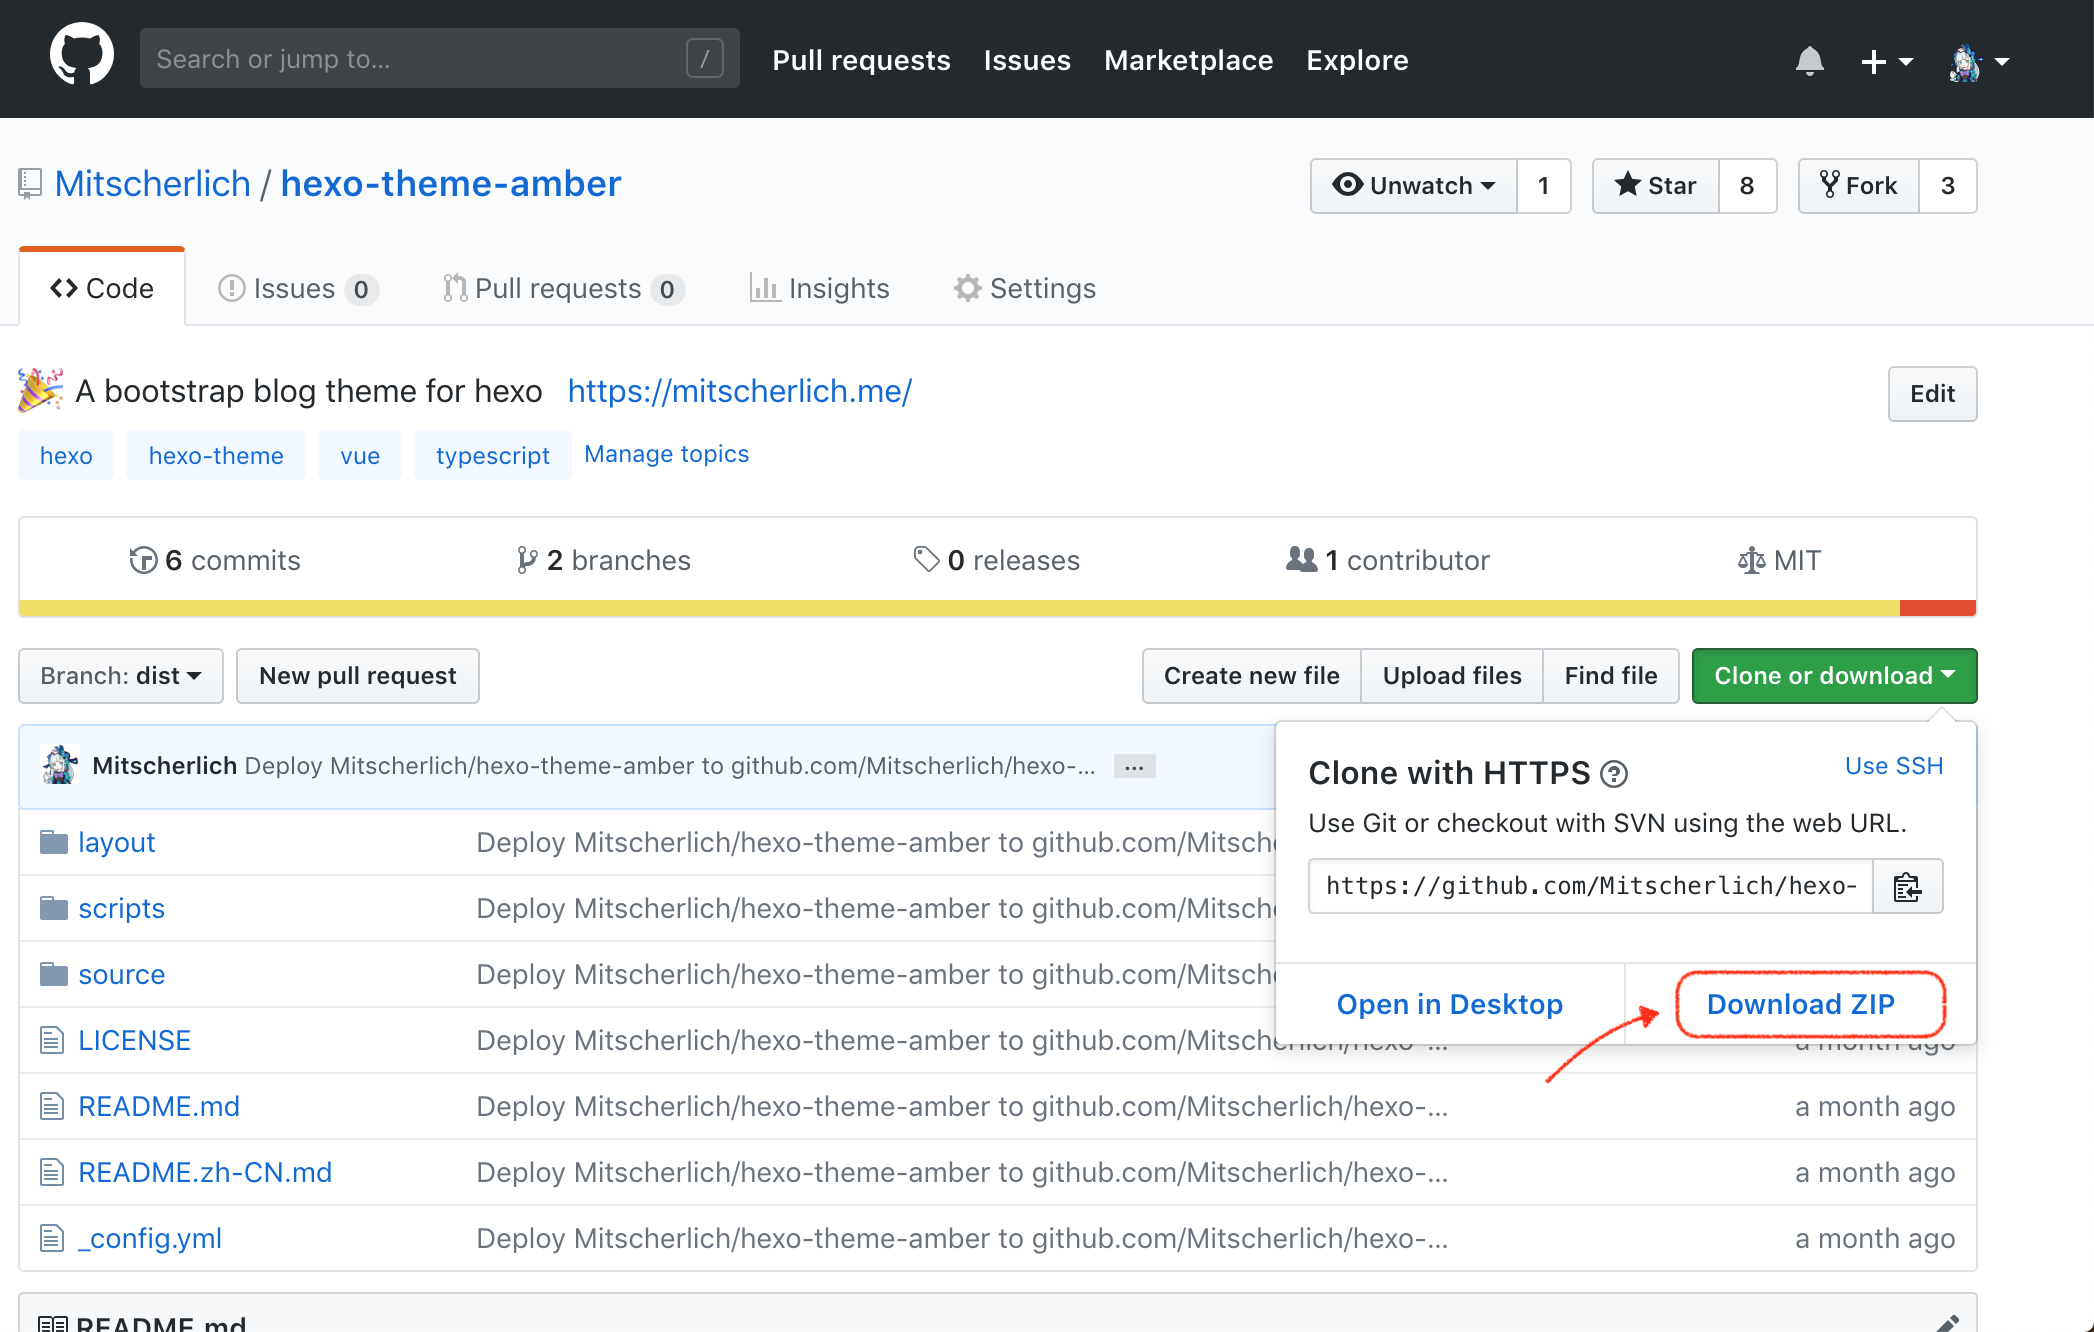 Search or jump to... /
Pull requests Issues Marketplace Explore
Mitscherlich / hexo-theme-amber
Unwatch 1 Star 8 Fork 3
Code Issues 0 Pull requests 0 Insights Settings
A bootstrap blog theme for hexo https://mitscherlich.me/
Edit
hexo hexo-theme vue typescript Manage topics
6 commits 2 branches 0 releases 1 contributor MIT
Branch: dist New pull request Create new file Upload files Find file Clone or download
Mitscherlich Deploy Mitscherlich/hexo-theme-amber to github.com/Mitscherlich/hexo-... ...
Clone with HTTPS ? Use SSH
Use Git or checkout with SVN using the web URL.
https://github.com/Mitscherlich/hexo-
Open in Desktop Download ZIP
layout Deploy Mitscherlich/hexo-theme-amber to github.com/Mitsch
scripts Deploy Mitscherlich/hexo-theme-amber to github.com/Mitsch
source Deploy Mitscherlich/hexo-theme-amber to github.com/Mitsch
LICENSE Deploy Mitscherlich/hexo-theme-amber to github.com/Mitscherlich/hexo-... a month ago
README.md Deploy Mitscherlich/hexo-theme-amber to github.com/Mitscherlich/hexo-... a month ago
README.zh-CN.md Deploy Mitscherlich/hexo-theme-amber to github.com/Mitscherlich/hexo-... a month ago
_config.yml Deploy Mitscherlich/hexo-theme-amber to github.com/Mitscherlich/hexo-... a month ago
README.md